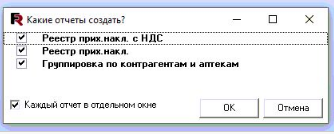 Какие отчеты создать?
Реестр прих.накл. с НДС
Реестр прих.накл.
Группировка по контрагентам и аптекам
Каждый отчет в отдельном окне
OK
Отмена